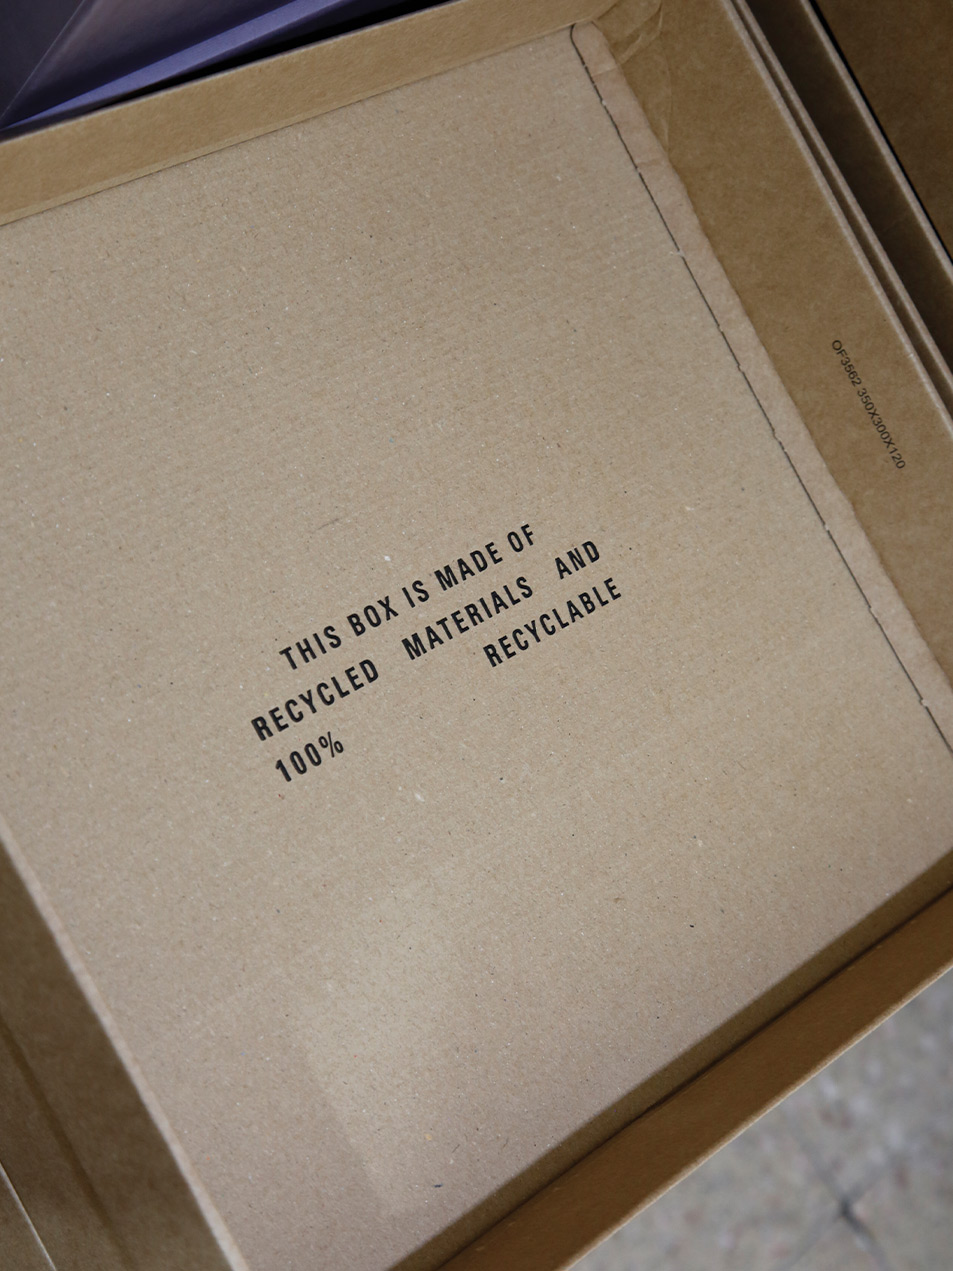 THIS BOX IS MADE OF
RECYCLED MATERIALS AND
100% RECYCLABLE
OF3562 350X300X120